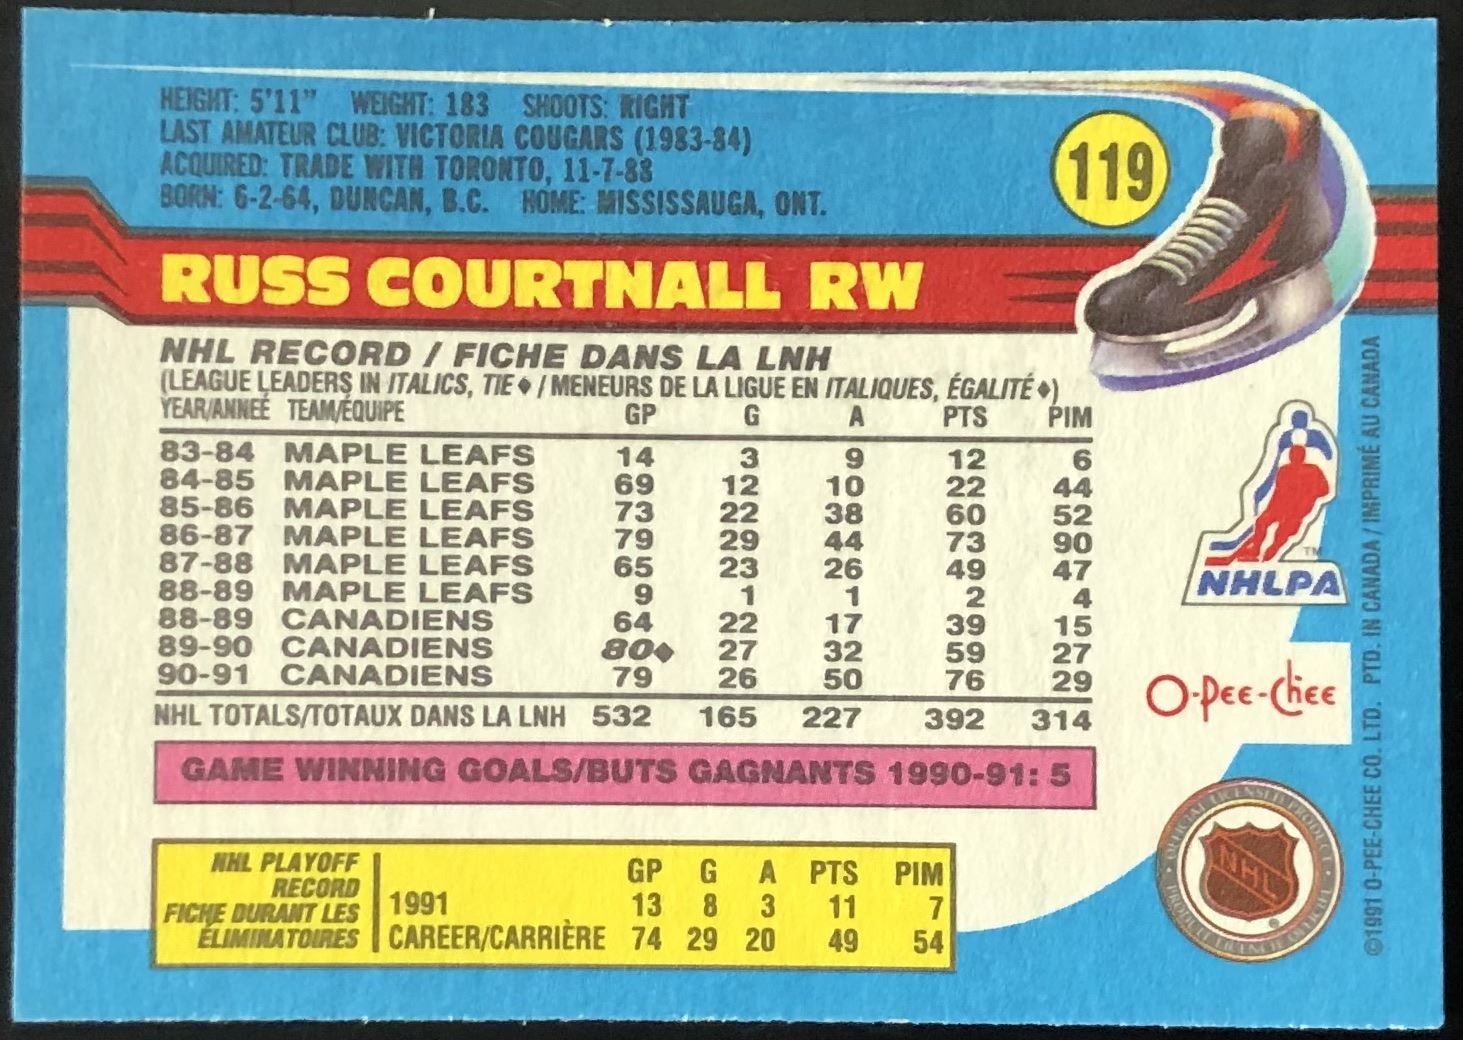 HEIGHT: 5'11" WEIGHT: 183 SHOOTS: RIGHT
LAST AMATEUR CLUB: VICTORIA COUGARS (1983-84)
ACQUIRED: TRADE WITH TORONTO, 11-7-88
BORN: 6-2-64, DUNCAN, B.C. HOME: MISSISSAUGA, ONT.
119
RUSS COURTNALL RW
NHL RECORD / FICHE DANS LA LNH
(LEAGUE LEADERS IN ITALICS, TIE ♦ / MENEURS DE LA LIGUE EN ITALIQUES, ÉGALITÉ ♦)
YEAR/ANNEÉ TEAM/ÉQUIPE GP G A PTS PIM
83-84 MAPLE LEAFS 14 3 9 12 6
84-85 MAPLE LEAFS 69 12 10 22 44
85-86 MAPLE LEAFS 73 22 38 60 52
86-87 MAPLE LEAFS 79 29 44 73 90
87-88 MAPLE LEAFS 65 23 26 49 47
88-89 MAPLE LEAFS 9 1 1 2 4
88-89 CANADIENS 64 22 17 39 15
89-90 CANADIENS 80♦ 27 32 59 27
90-91 CANADIENS 79 26 50 76 29
NHL TOTALS/TOTAUX DANS LA LNH 532 165 227 392 314
GAME WINNING GOALS/BUTS GAGNANTS 1990-91: 5
NHL PLAYOFF
RECORD
FICHE DURANT LES
ÉLIMINATOIRES
GP G A PTS PIM
1991 13 8 3 11 7
CAREER/CARRIÈRE 74 29 20 49 54
TM
NHLPA
O-Pee-Chee
OFFICIAL LICENSED PRODUCT
NHL
®
PRODUIT LICENCIE OFFICIEL
©1991 O-PEE-CHEE CO. LTD. PTD. IN CANADA / IMPRIMÉ AU CANADA